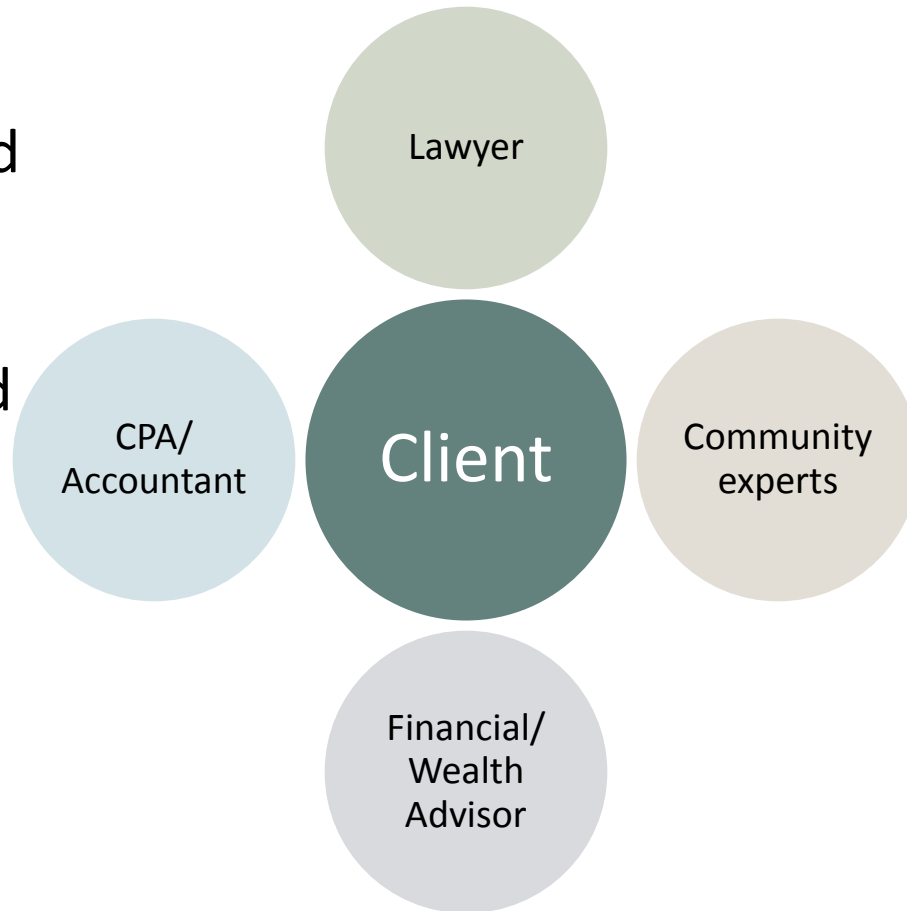 d
Lawyer
d
CPA/
Accountant
Client
Community
experts
Financial/
Wealth
Advisor